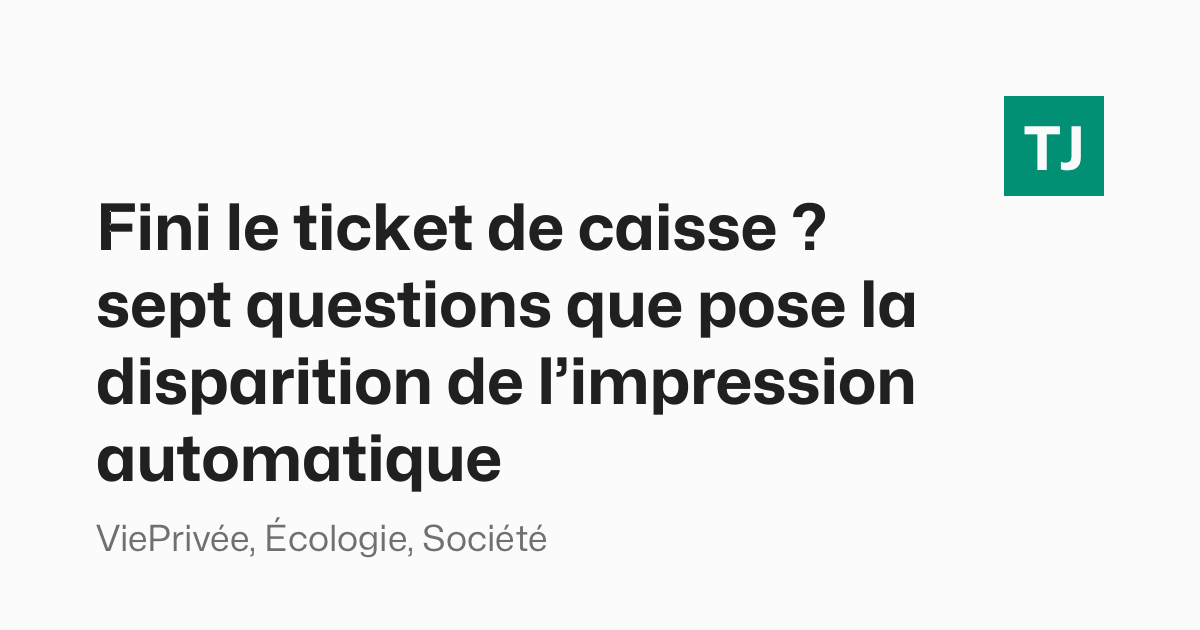 TJ
Fini le ticket de caisse ?
sept questions que pose la
disparition de l’impression
automatique
ViePrivée, Écologie, Société